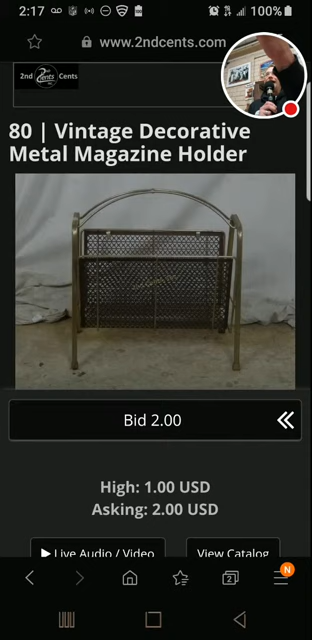 2:17
100%
www.2ndcents.com
2nd Cents
80 | Vintage Decorative
Metal Magazine Holder
Bid 2.00
High: 1.00 USD
Asking: 2.00 USD
Live Audio / Video
View Catalog
2
N